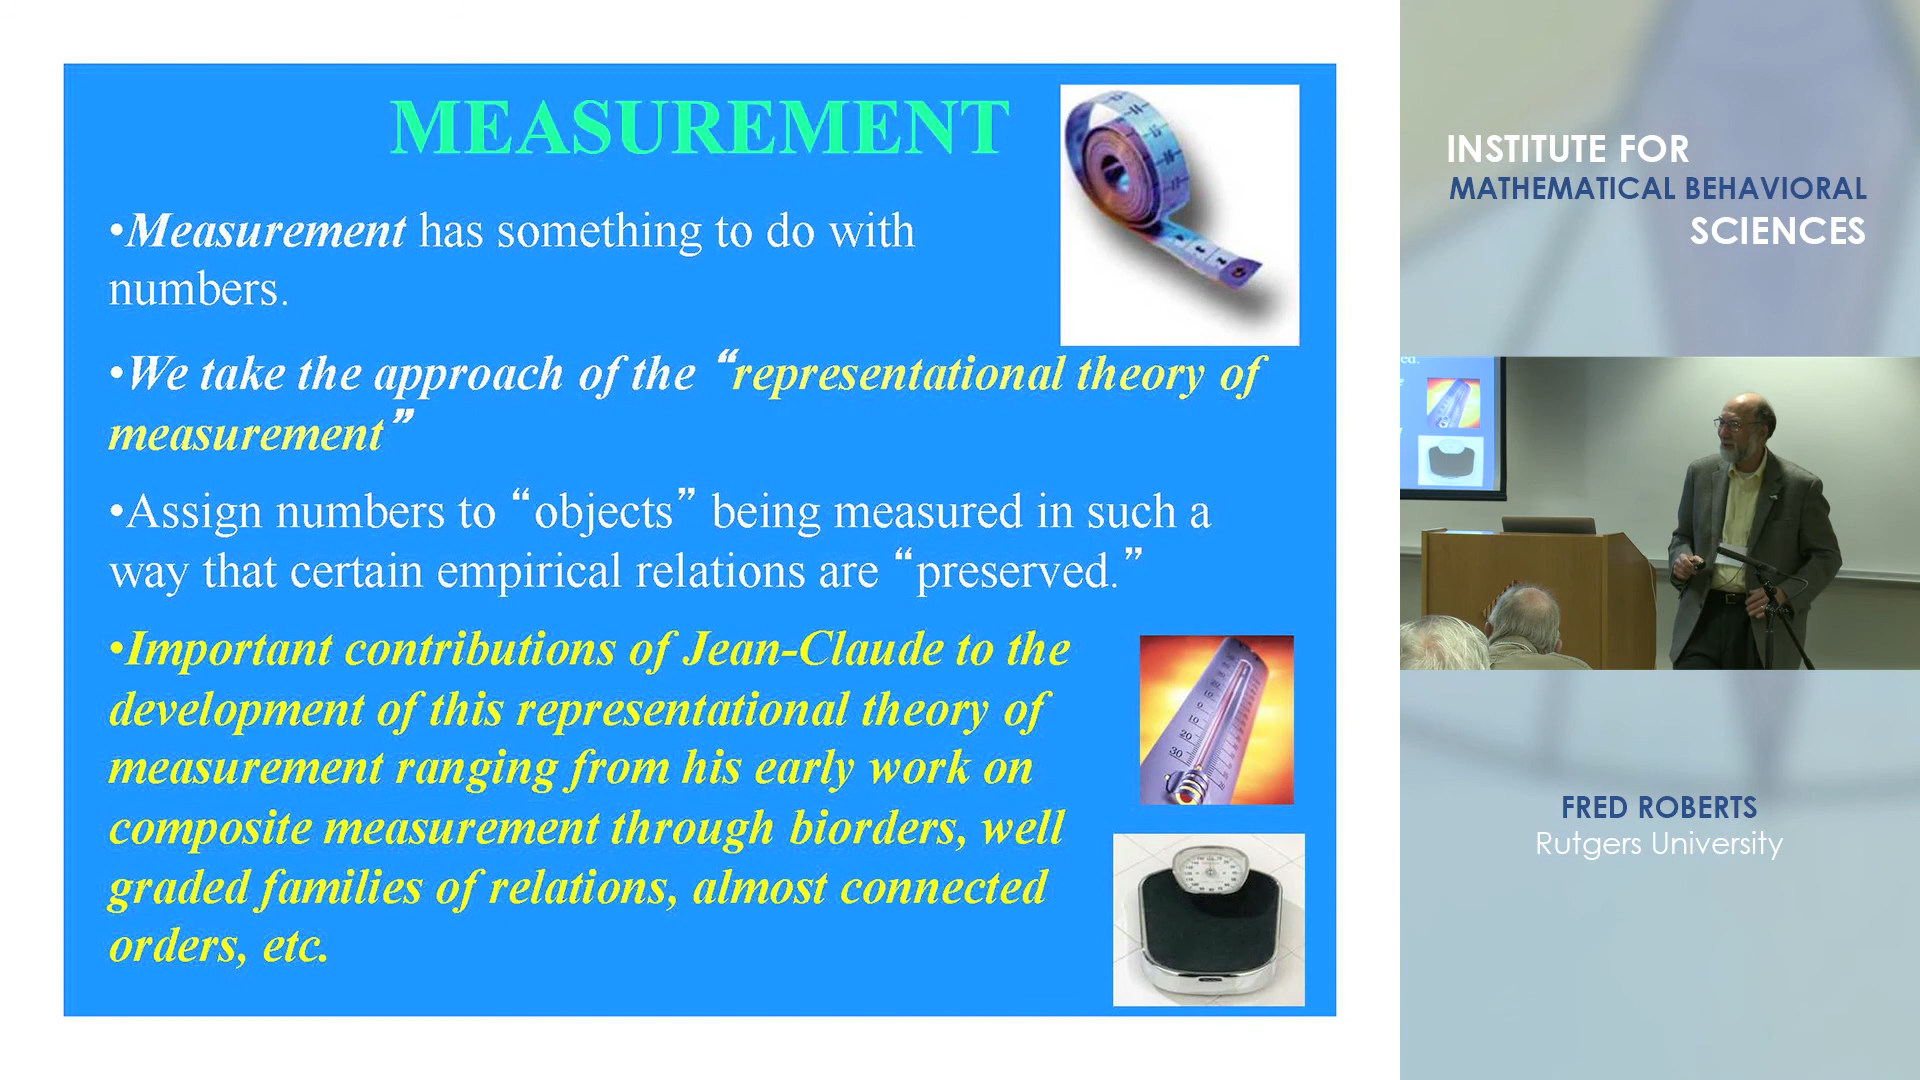 MEASUREMENT
•Measurement has something to do with
numbers.
•We take the approach of the “representational theory of
measurement”
•Assign numbers to “objects” being measured in such a
way that certain empirical relations are “preserved.”
•Important contributions of Jean-Claude to the
development of this representational theory of
measurement ranging from his early work on
composite measurement through biorders, well
graded families of relations, almost connected
orders, etc.
INSTITUTE FOR
MATHEMATICAL BEHAVIORAL
SCIENCES
FRED ROBERTS
Rutgers University